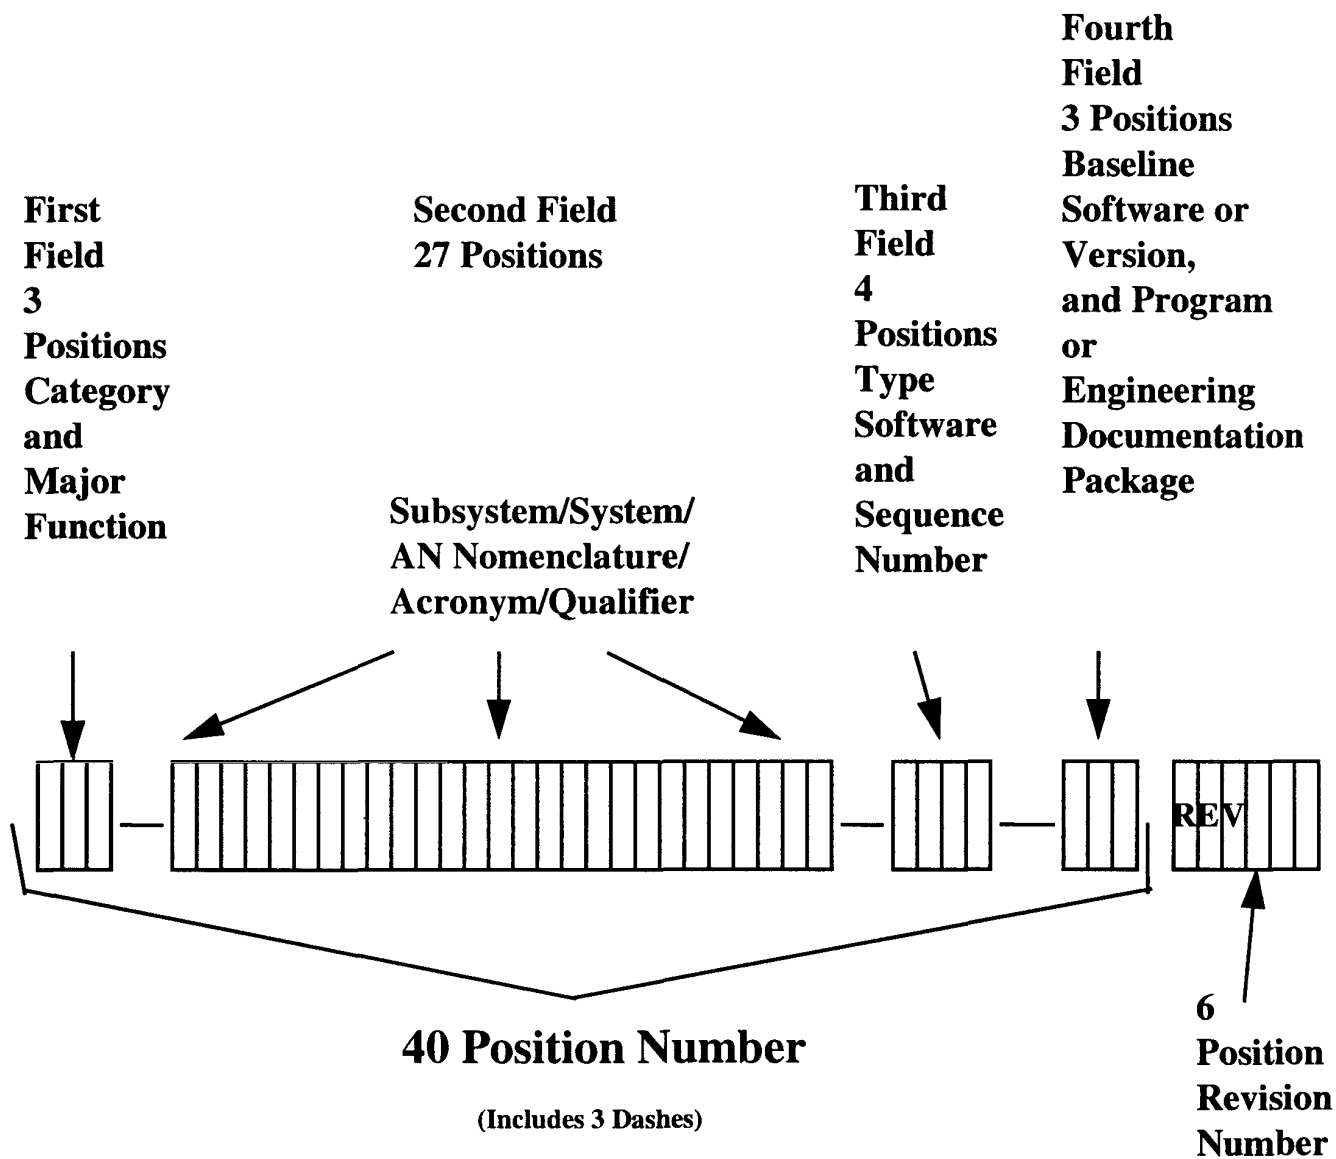 First
Field
3
Positions
Category
and
Major
Function
Second Field
27 Positions
Subsystem/System/
AN Nomenclature/
Acronym/Qualifier
Third
Field
4
Positions
Type
Software
and
Sequence
Number
Fourth
Field
3 Positions
Baseline
Software or
Version,
and Program
or
Engineering
Documentation
Package
REV
40 Position Number
(Includes 3 Dashes)
6
Position
Revision
Number